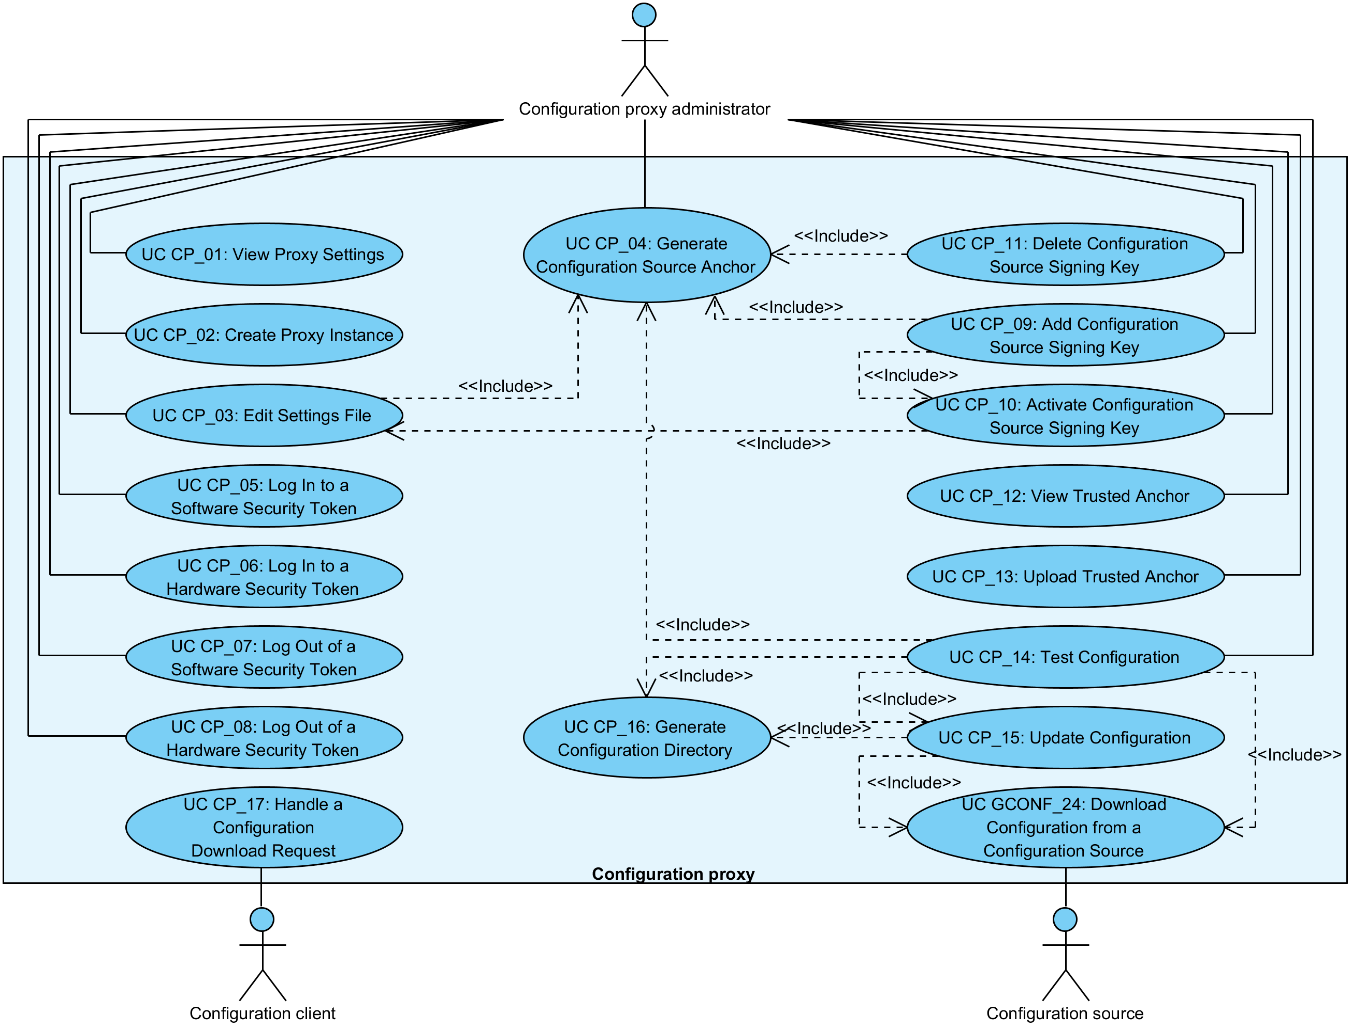 Configuration proxy administrator
UC CP_01: View Proxy Settings
UC CP_04: Generate
Configuration Source Anchor
<<Include>>
UC CP_11: Delete Configuration
Source Signing Key
UC CP_02: Create Proxy Instance
<<Include>>
UC CP_09: Add Configuration
Source Signing Key
<<Include>>
<<Include>>
UC CP_03: Edit Settings File
UC CP_10: Activate Configuration
Source Signing Key
<<Include>>
UC CP_05: Log In to a
Software Security Token
UC CP_12: View Trusted Anchor
UC CP_06: Log In to a
Hardware Security Token
UC CP_13: Upload Trusted Anchor
UC CP_07: Log Out of a
Software Security Token
<<Include>>
UC CP_14: Test Configuration
<<Include>>
<<Include>>
UC CP_08: Log Out of a
Hardware Security Token
UC CP_16: Generate
Configuration Directory
<<Include>>
UC CP_15: Update Configuration
<<Include>>
<<Include>>
UC CP_17: Handle a
Configuration
Download Request
UC GCONF_24: Download
Configuration from a
Configuration Source
Configuration proxy
Configuration client
Configuration source